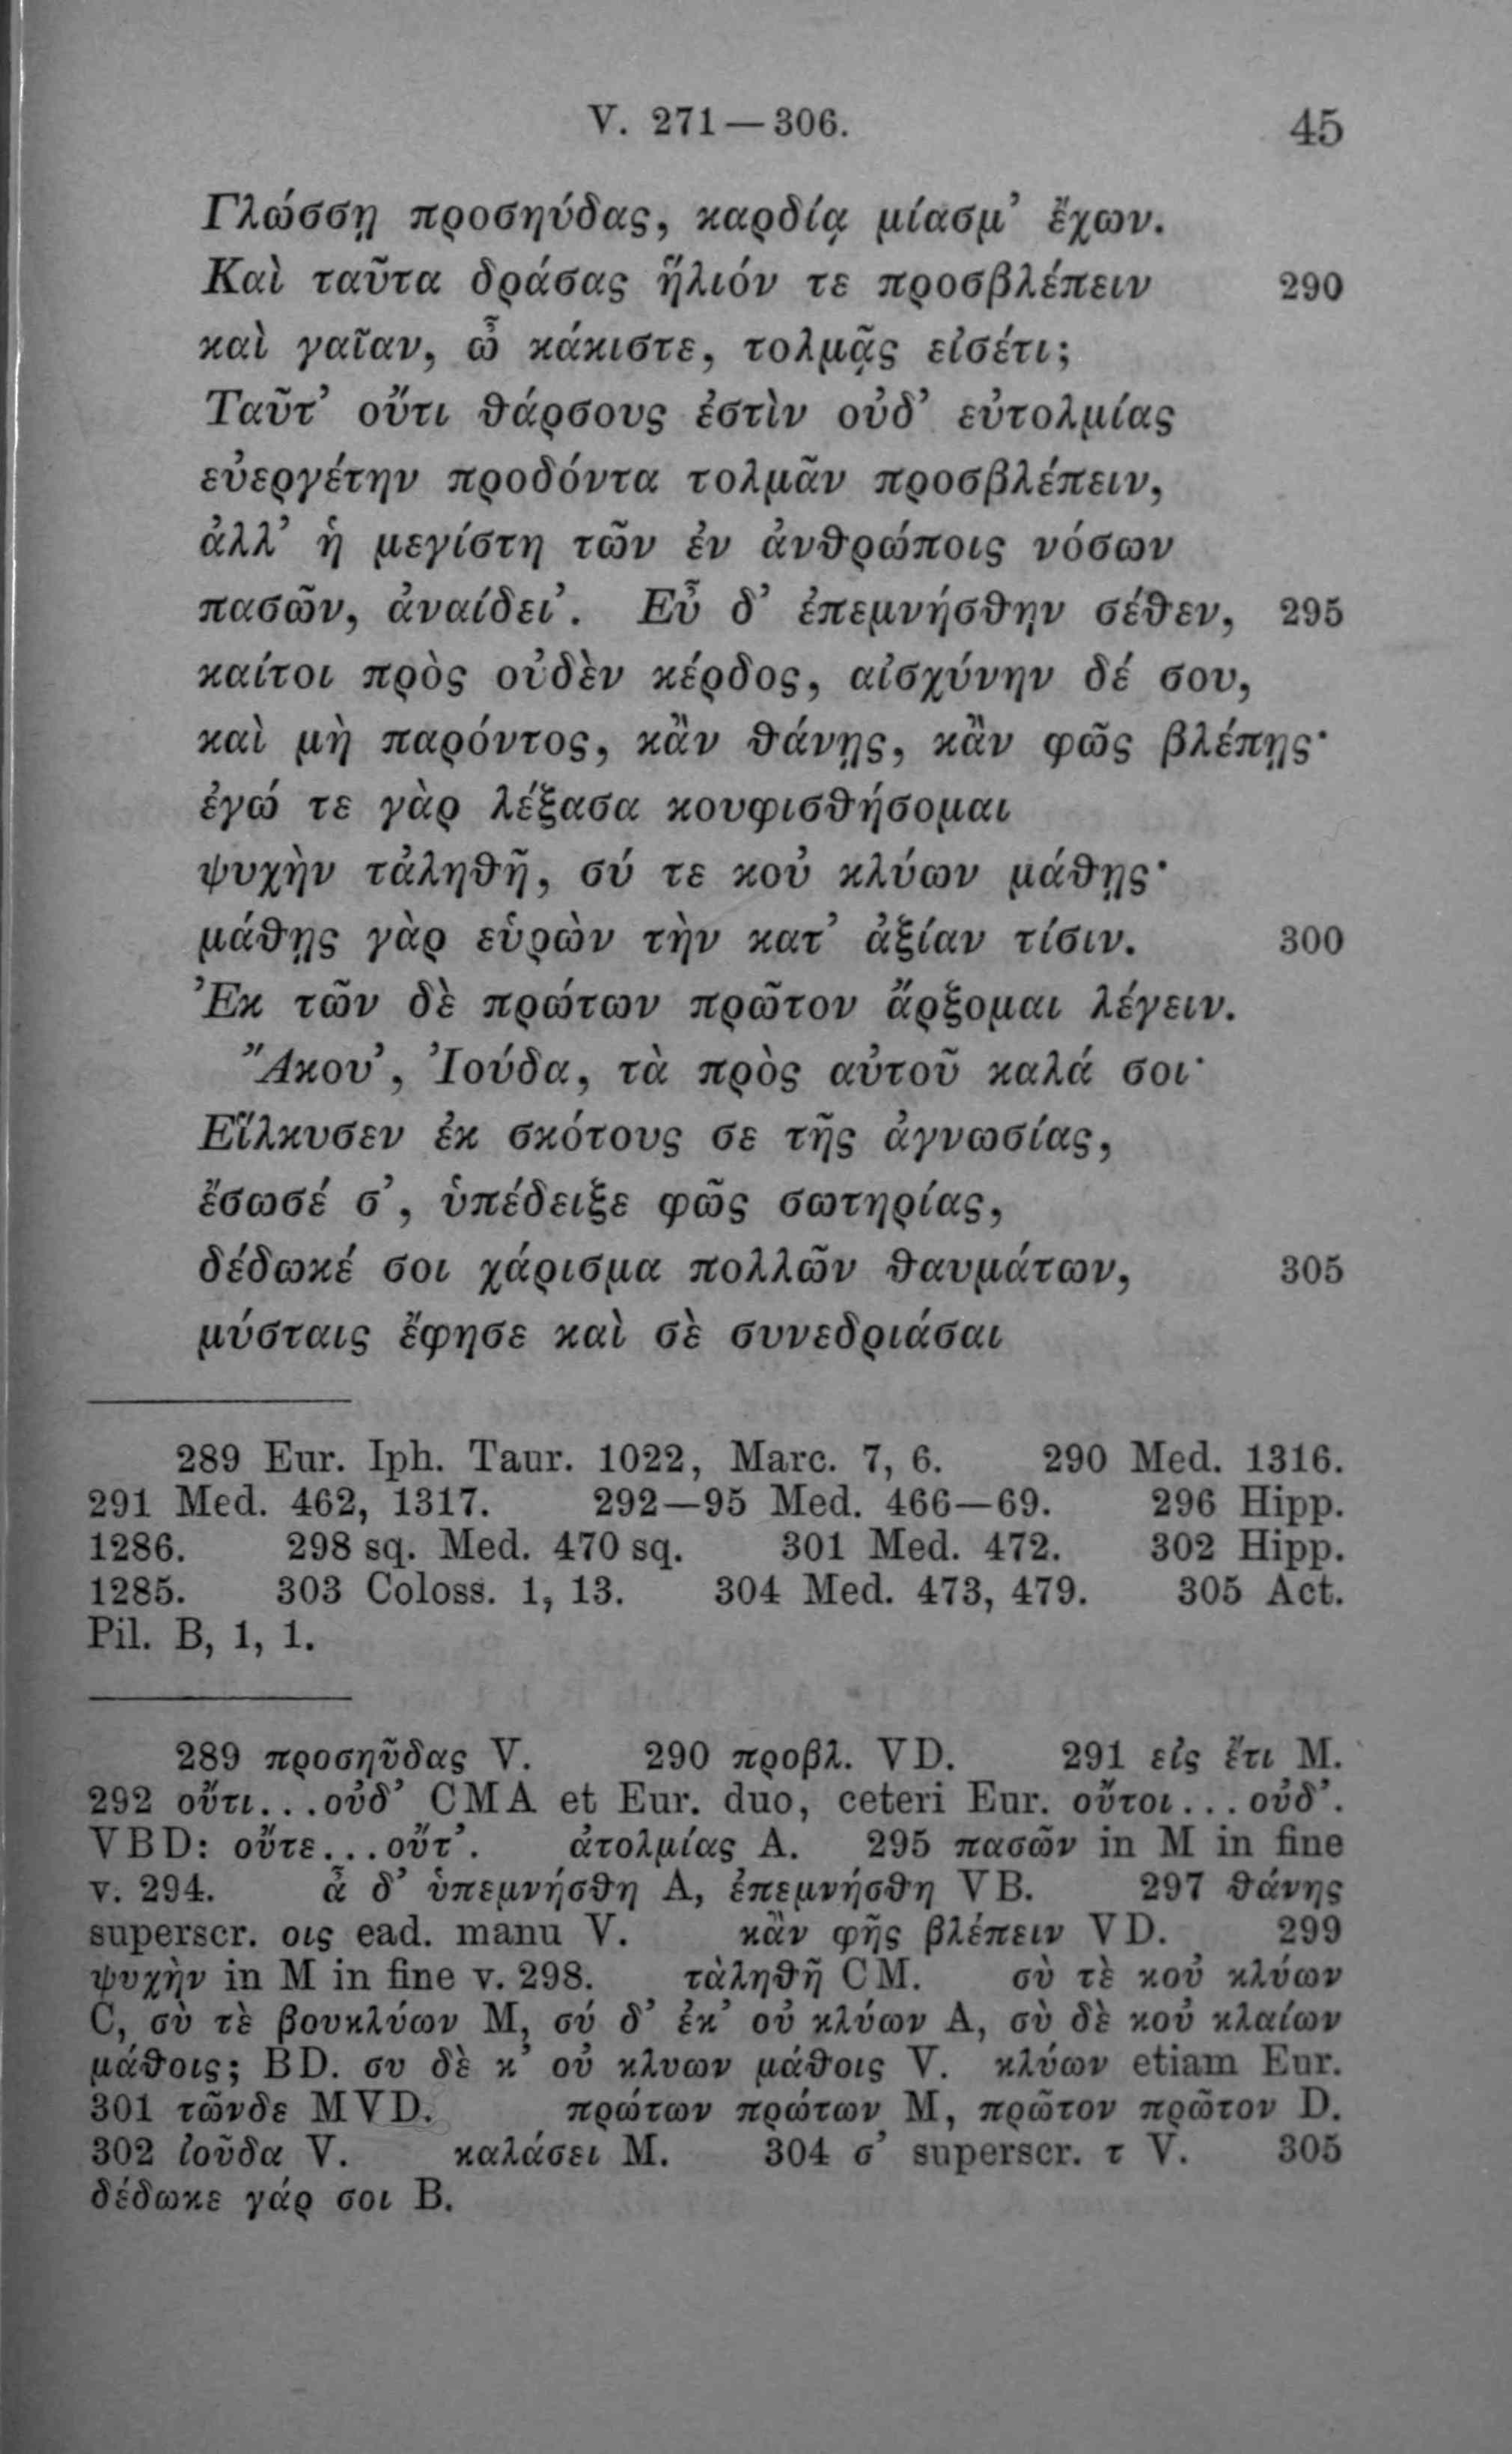 V. 271—306. 45
Γλώσσῃ προσηύδας, καρδίᾳ μίασμ’ ἔχων.
Καὶ ταῦτα δράσας ἥλιόν τε προσβλέπειν 290
καὶ γαῖαν, ὦ κάκιστε, τολμᾷς εἰσέτι;
Ταῦτ’ οὔτι θάρσους ἐστὶν οὐδ’ εὐτολμίας
εὐεργέτην προδόντα τολμᾶν προσβλέπειν,
ἀλλ’ ἡ μεγίστη τῶν ἐν ἀνθρώποις νόσων
πασῶν, ἀναίδει’. Εὖ δ’ ἐπεμνήσθην σέθεν, 295
καίτοι πρὸς οὐδὲν κέρδος, αἰσχύνην δέ σου,
καὶ μὴ παρόντος, κἂν θάνῃς, κἂν φῶς βλέπῃς·
ἐγώ τε γὰρ λέξασα κουφισθήσομαι
ψυχὴν τἀληθῆ, σύ τε κοὐ κλύων μάθῃς·
μάθῃς γὰρ εὑρὼν τὴν κατ’ ἀξίαν τίσιν. 300
Ἐκ τῶν δὲ πρώτων πρῶτον ἄρξομαι λέγειν.
Ἄκου’, Ἰούδα, τὰ πρὸς αὐτοῦ καλά σοι·
Εἵλκυσεν ἐκ σκότους σε τῆς ἀγνωσίας,
ἔσωσέ σ’, ὑπέδειξε φῶς σωτηρίας,
δέδωκέ σοι χάρισμα πολλῶν θαυμάτων, 305
μύσταις ἔφησε καὶ σὲ συνεδριάσαι
289 Eur. Iph. Taur. 1022, Marc. 7, 6. 290 Med. 1316.
291 Med. 462, 1317. 292—95 Med. 466—69. 296 Hipp.
1286. 298 sq. Med. 470 sq. 301 Med. 472. 302 Hipp.
1285. 303 Coloss. 1, 13. 304 Med. 473, 479. 305 Act.
Pil. B, 1, 1.
289 προσηῦδας V. 290 προβλ. VD. 291 εἰς ἔτι M.
292 οὔτι...οὐδ’ CMA et Eur. duo, ceteri Eur. οὔτοι...οὐδ’.
VBD: οὔτε...οὔτ’. ἀτολμίας A. 295 πασῶν in M in fine
v. 294. ἃ δ’ ὑπεμνήσθη A, ἐπεμνήσθη VB. 297 θάνης
superscr. οις ead. manu V. κἂν φῇς βλέπειν VD. 299
ψυχὴν in M in fine v. 298. τὰληθῆ CM. σὺ τὲ κοὐ κλύων
C, σὺ τὲ βουκλύων M, σύ δ’ ἐκ’ οὐ κλύων A, σὺ δὲ κοὐ κλαίων
μάθοις; BD. συ δὲ κ’ οὐ κλυων μάθοις V. κλύων etiam Eur.
301 τῶνδε MVD. πρώτων πρώτων M, πρῶτον πρῶτον D.
302 ἰοῦδα V. καλάσει M. 304 σ’ superscr. τ V. 305
δέδωκε γάρ σοι B.